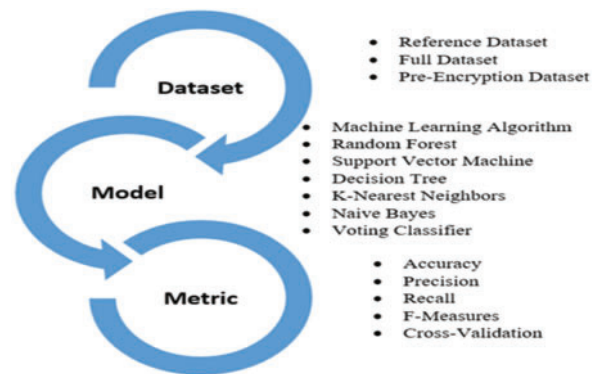 Dataset
• Reference Dataset
• Full Dataset
• Pre-Encryption Dataset
Model
• Machine Learning Algorithm
• Random Forest
• Support Vector Machine
• Decision Tree
• K-Nearest Neighbors
• Naive Bayes
• Voting Classifier
Metric
• Accuracy
• Precision
• Recall
• F-Measures
• Cross-Validation